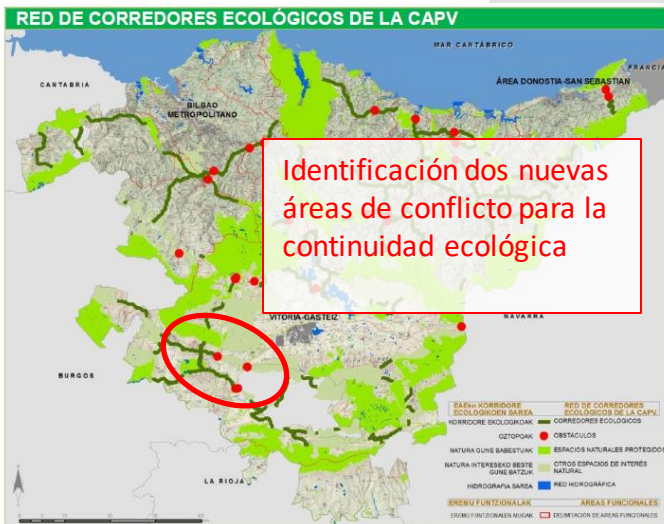 RED DE CORREDORES ECOLÓGICOS DE LA CAPV
MAR CANTÁBRICO
FRANCIA
CANTABRIA
ÁREA DONOSTIA-SAN SEBASTIAN
BILBAO
METROPOLITANO
Identificación dos nuevas
áreas de conflicto para la
continuidad ecológica
VITORIA-GASTEIZ
NAVARRA
BURGOS
LA RIOJA
EAEko KORRIDORE
EKOLOGIKOEN SAREA
RED DE CORREDORES
ECOLÓGICOS DE LA CAPV
KORRIDORE EKOLOGIKOAK CORREDORES ECOLÓGICOS
OZTOPOAK OBSTÁCULOS
NATURA GUNE BABESTUAK ESPACIOS NATURALES PROTEGIDOS
NATURA INTERESEKO BESTE
GUNE BATZUK
OTROS ESPACIOS DE INTERÉS
NATURAL
HIDROGRAFIA SAREA RED HIDROGRÁFICA
EREMU FUNTZIONALAK ÁREAS FUNCIONALES
EREMU FUNTZIONALEN MUGAK DELIMITACIÓN DE ÁREAS FUNCIONALES